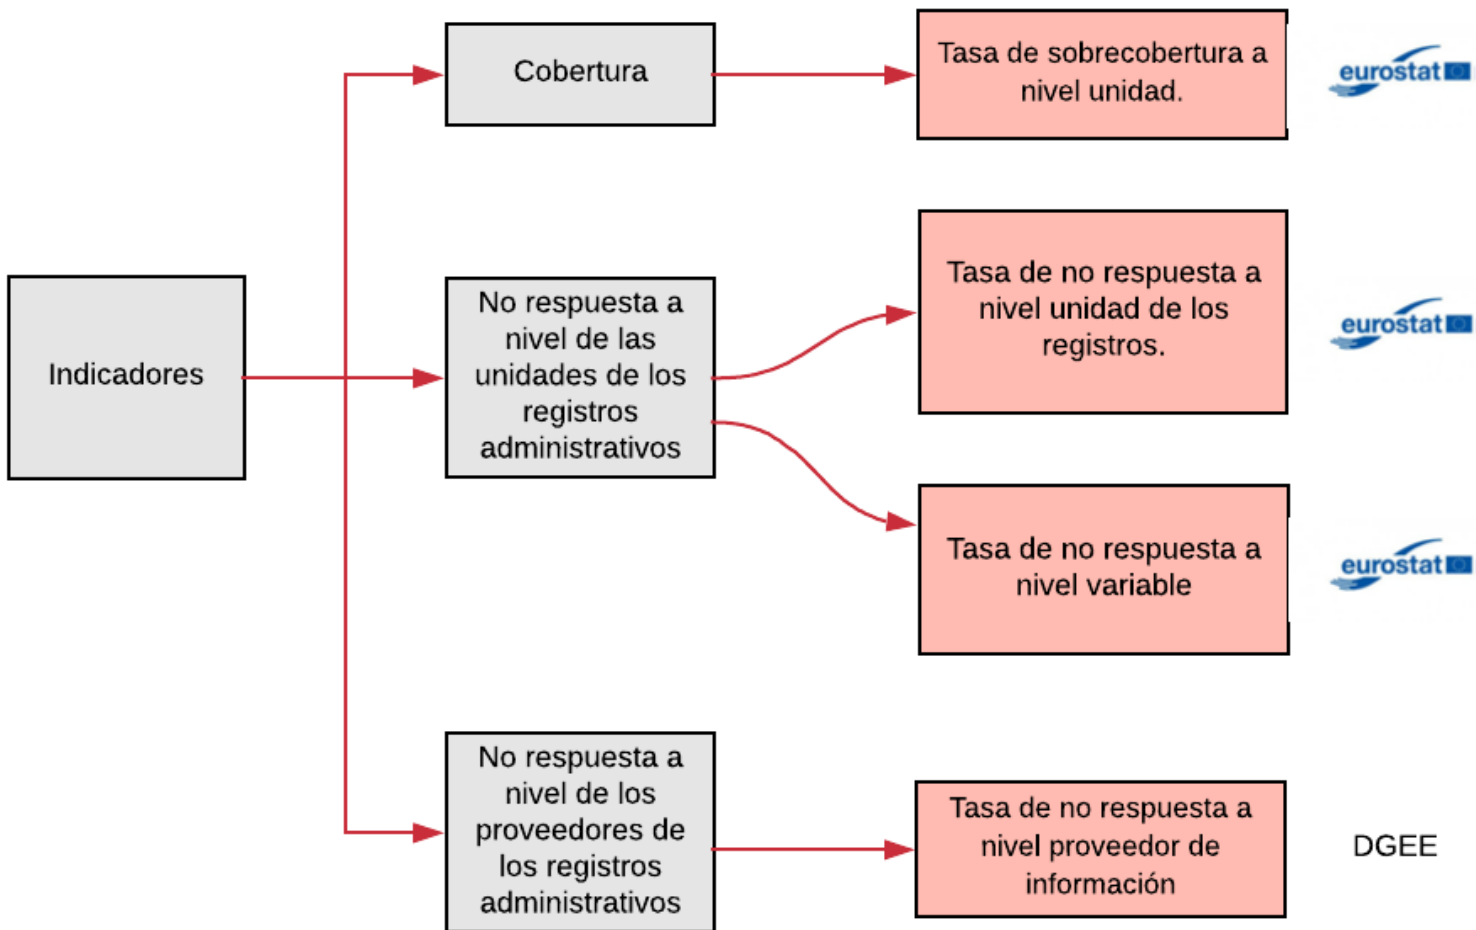 Cobertura
Tasa de sobrecobertura a
nivel unidad.
eurostat
Indicadores
No respuesta a
nivel de las
unidades de los
registros
administrativos
Tasa de no respuesta a
nivel unidad de los
registros.
eurostat
Tasa de no respuesta a
nivel variable
eurostat
No respuesta a
nivel de los
proveedores de
los registros
administrativos
Tasa de no respuesta a
nivel proveedor de
información
DGEE